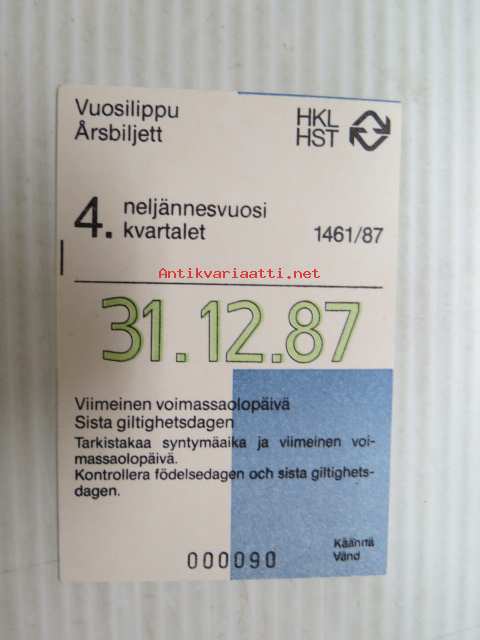 Vuosilippu
Årsbiljett
HKL
HST
4. neljännesvuosi
kvartalet
1461/87
Antikvariaatti.net
31.12.87
Viimeinen voimassaolopäivä
Sista giltighetsdagen
Tarkistakaa syntymäaika ja viimeinen voi-
massaolopäivä.
Kontrollera födelsedagen och sista giltighets-
dagen.
000090
Käännä
Vänd